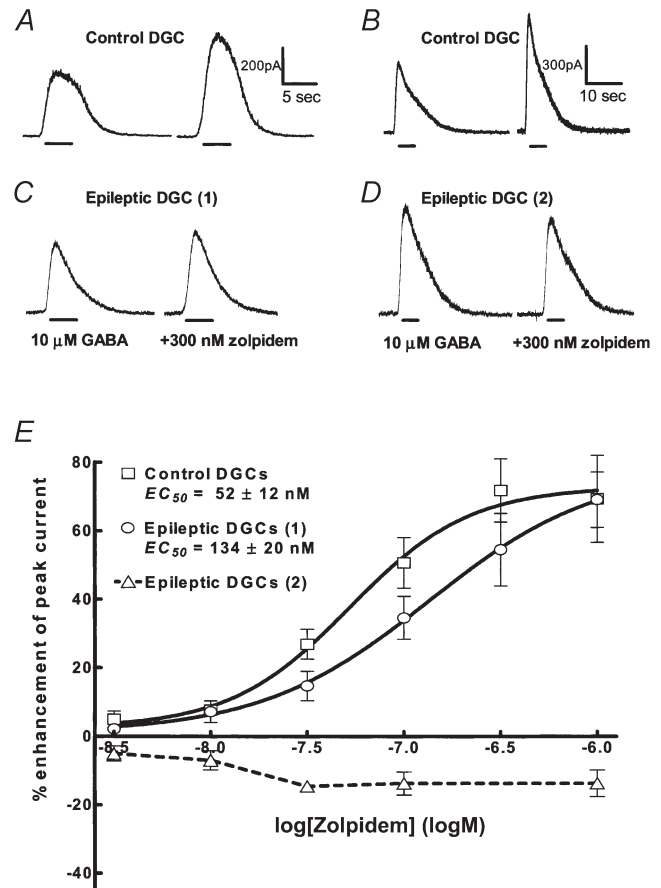 A
Control DGC
200pA
5 sec
B
Control DGC
300pA
10 sec
C
Epileptic DGC (1)
10 μM GABA
+300 nM zolpidem
D
Epileptic DGC (2)
10 μM GABA
+300 nM zolpidem
E
% enhancement of peak current
80
60
40
20
0
-20
-40
Control DGCs
EC50 = 52 ± 12 nM
Epileptic DGCs (1)
EC50 = 134 ± 20 nM
Epileptic DGCs (2)
-8.5 -8.0 -7.5 -7.0 -6.5 -6.0
log[Zolpidem] (logM)